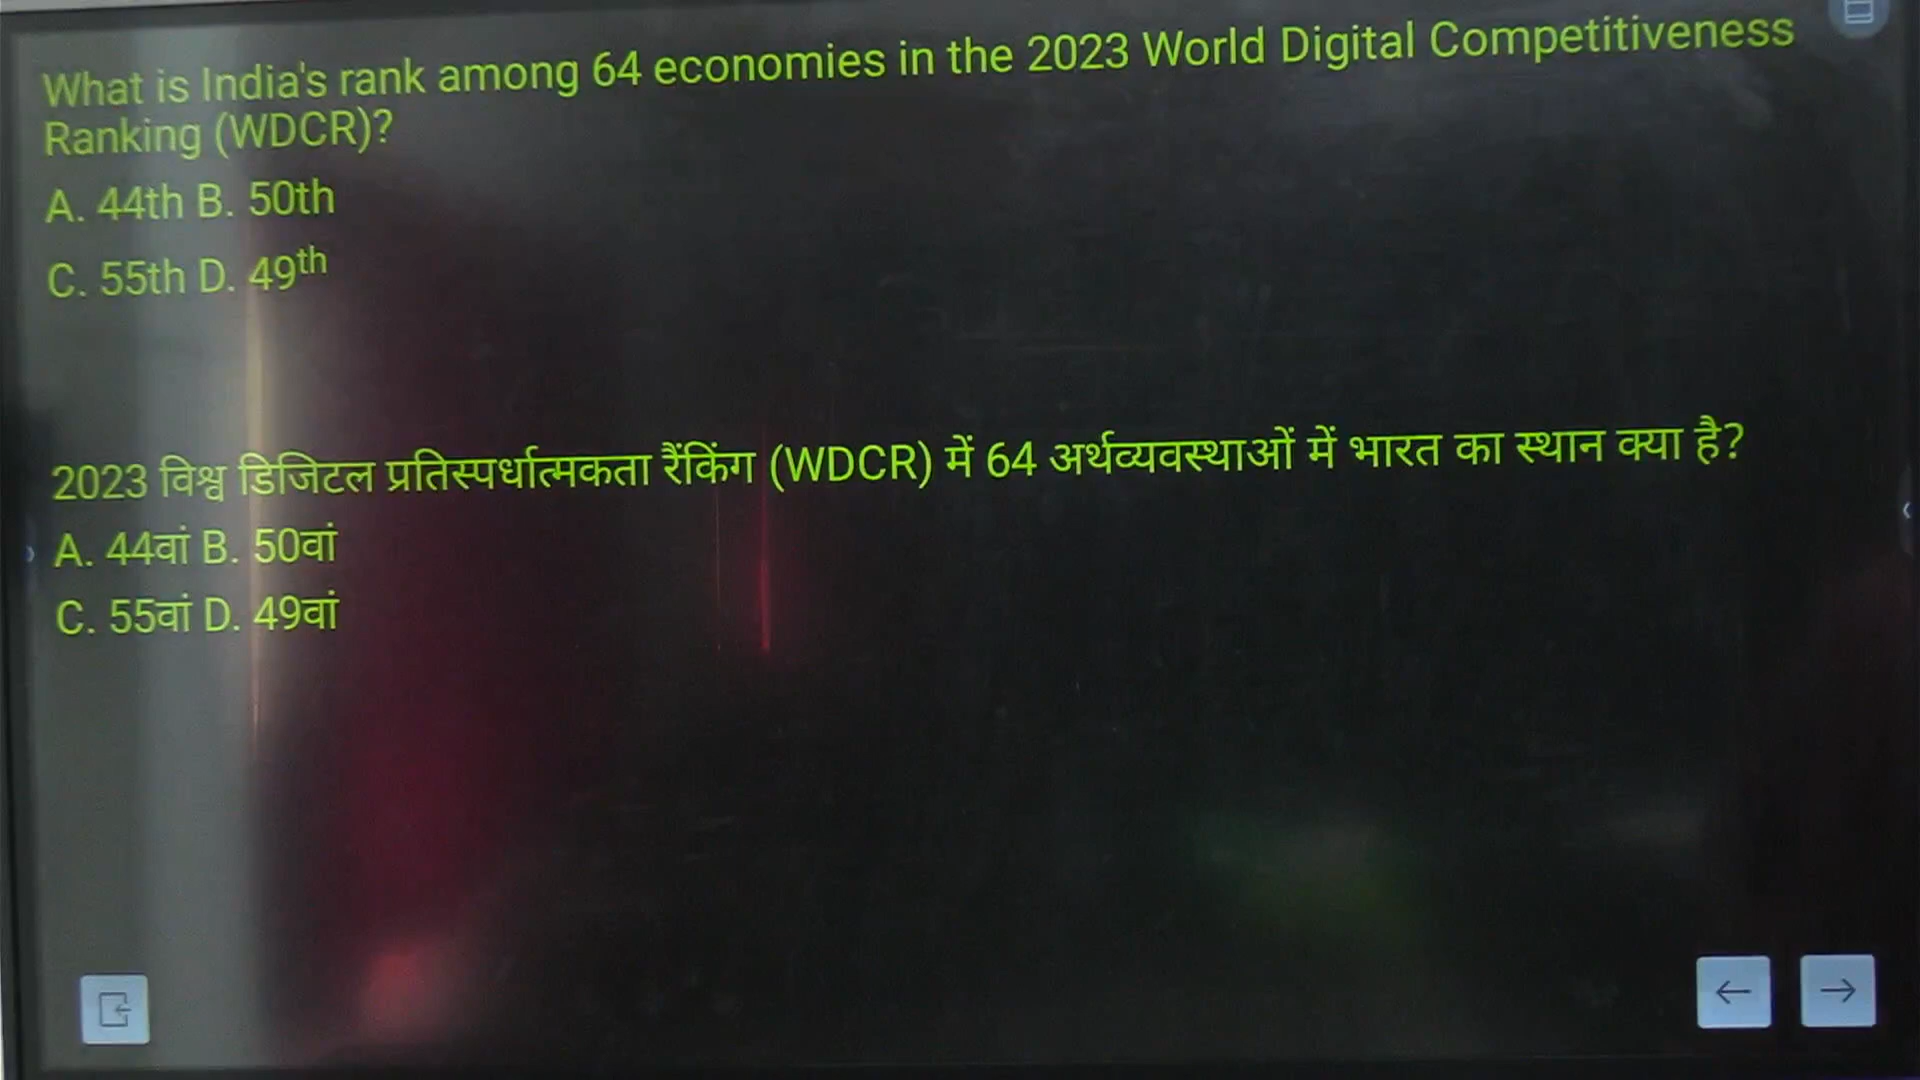 What is India's rank among 64 economies in the 2023 World Digital Competitiveness
Ranking (WDCR)?
A. 44th B. 50th
C. 55th D. 49th
2023 विश्व डिजिटल प्रतिस्पर्धात्मकता रैंकिंग (WDCR) में 64 अर्थव्यवस्थाओं में भारत का स्थान क्या है?
A. 44वां B. 50वां
C. 55वां D. 49वां